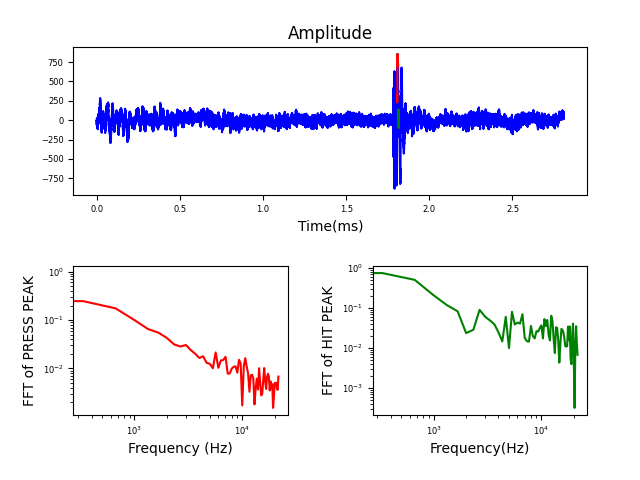 Amplitude
750
500
250
0
−250
−500
−750
0.0 0.5 1.0 1.5 2.0 2.5
Time(ms)
FFT of PRESS PEAK
10⁰
10⁻¹
10⁻²
10³ 10⁴
Frequency (Hz)
FFT of HIT PEAK
10⁰
10⁻¹
10⁻²
10⁻³
10³ 10⁴
Frequency(Hz)